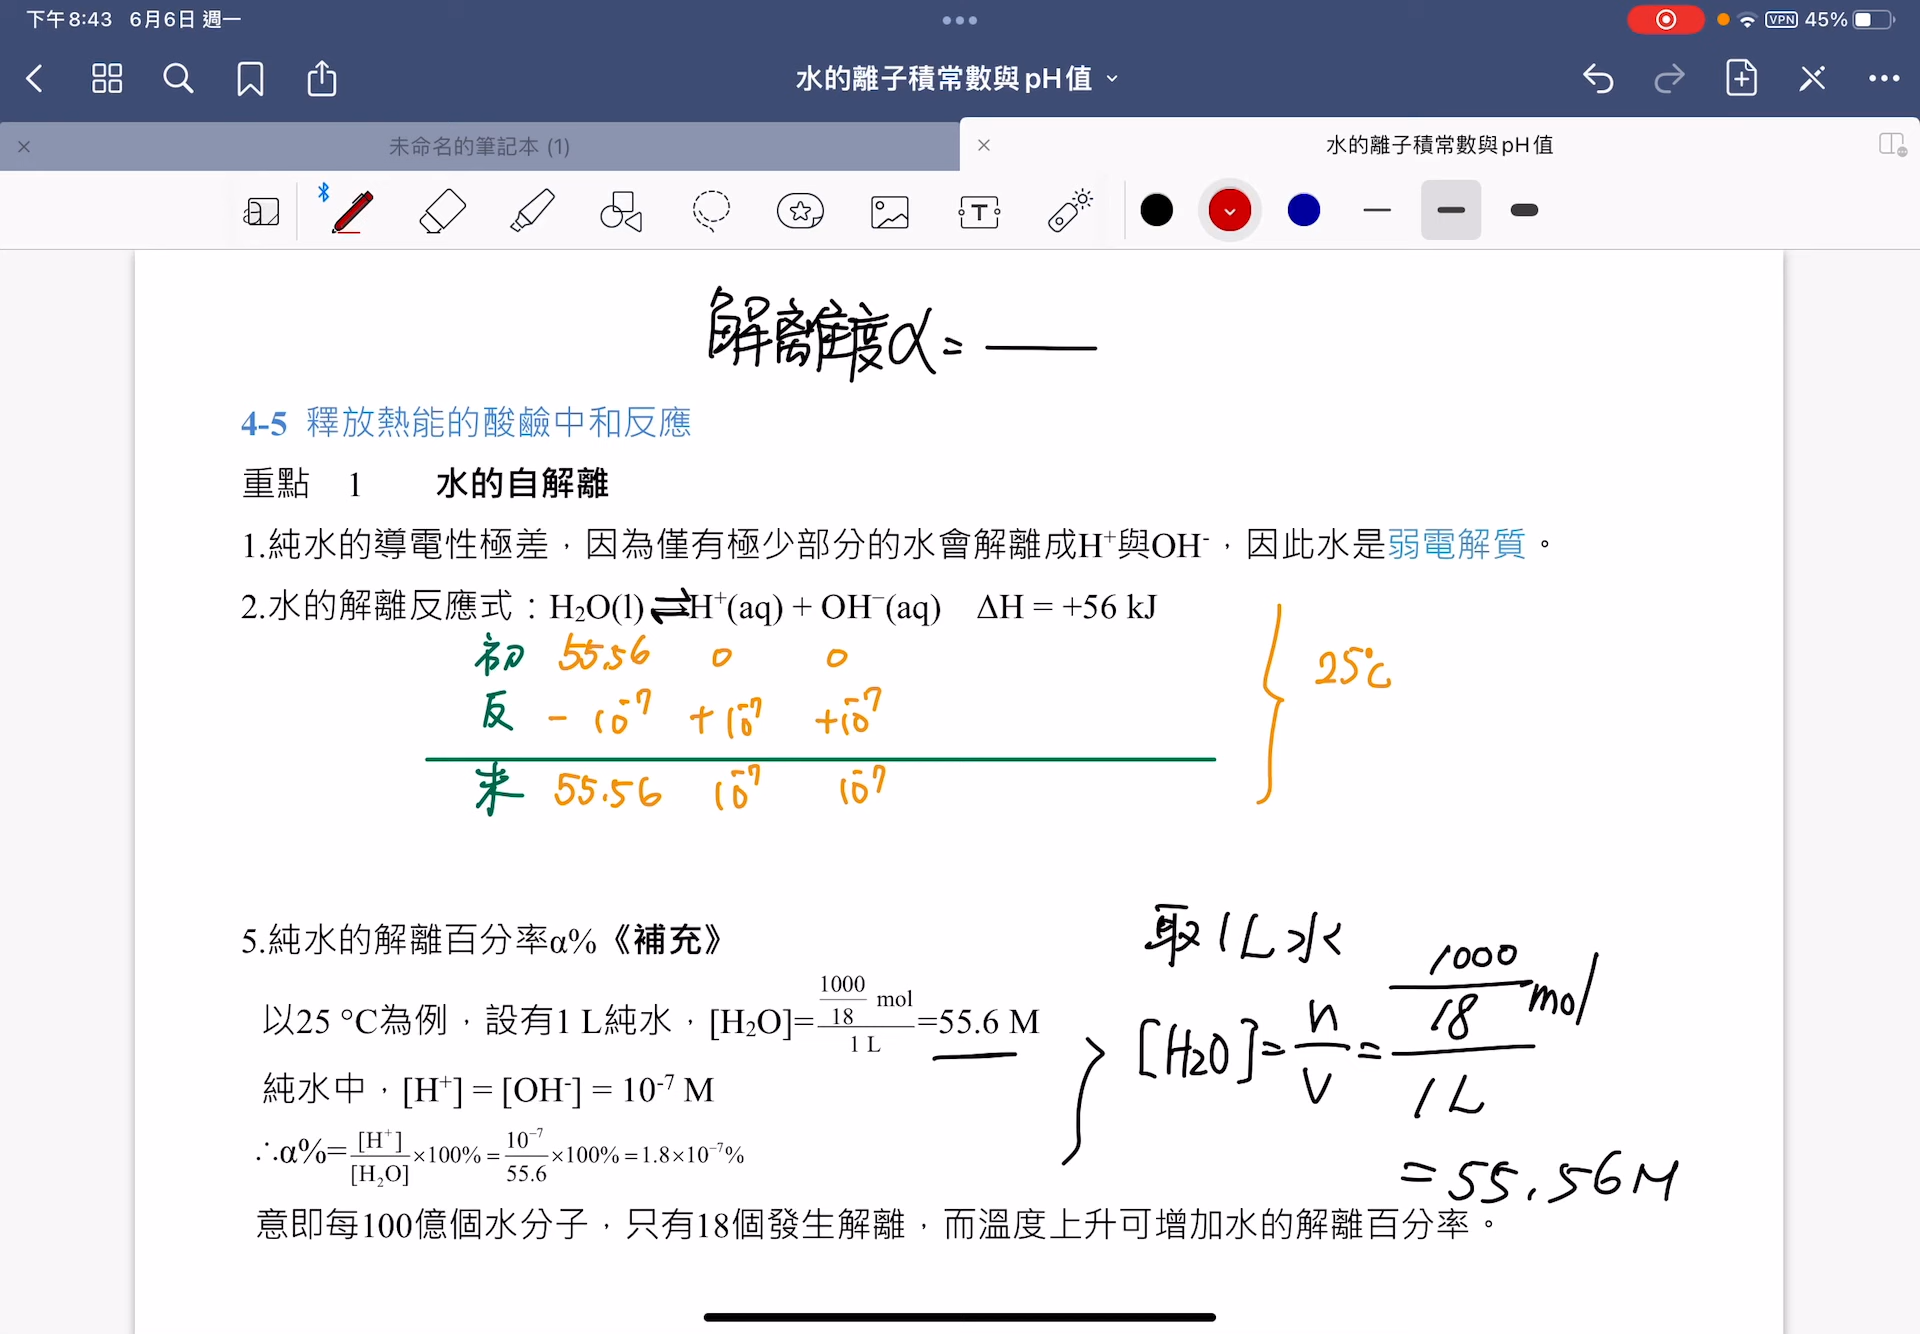 下午8:43 6月6日 週一
VPN 45%
水的離子積常數與pH值
未命名的筆記本 (1)
水的離子積常數與pH值
解離度α= ——
4-5 釋放熱能的酸鹼中和反應
重點 1 水的自解離
1.純水的導電性極差，因為僅有極少部分的水會解離成H⁺與OH⁻，因此水是弱電解質。
2.水的解離反應式：H₂O(l)⇌H⁺(aq) + OH⁻(aq) ΔH = +56 kJ
初 55.56 0 0
25℃
反 - 10⁻⁷ +10⁻⁷ +10⁻⁷
末 55.56 10⁻⁷ 10⁻⁷
5.純水的解離百分率α%《補充》
以25 °C為例，設有1 L純水，[H₂O]=(1000/18 mol)/(1 L)=55.6 M
純水中，[H⁺] = [OH⁻] = 10⁻⁷ M
∴α%=[H⁺]/[H₂O]×100% = 10⁻⁷/55.6×100% = 1.8×10⁻⁷%
意即每100億個水分子，只有18個發生解離，而溫度上升可增加水的解離百分率。
取1L水
[H₂O]=n/V=(1000/18 mol)/(1L)
=55.56M